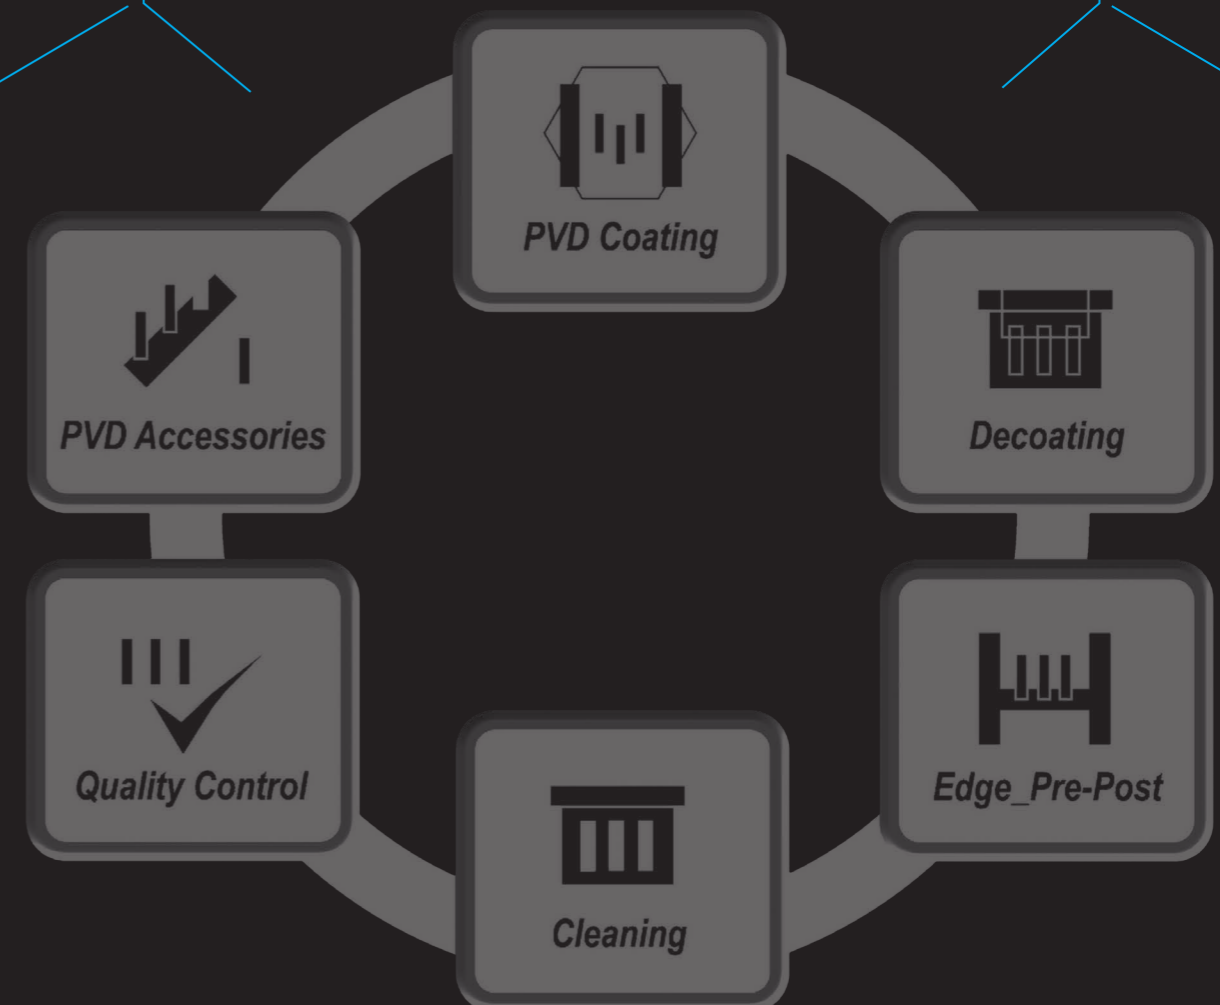 PVD Coating
PVD Accessories
Decoating
Quality Control
Edge_Pre-Post
Cleaning